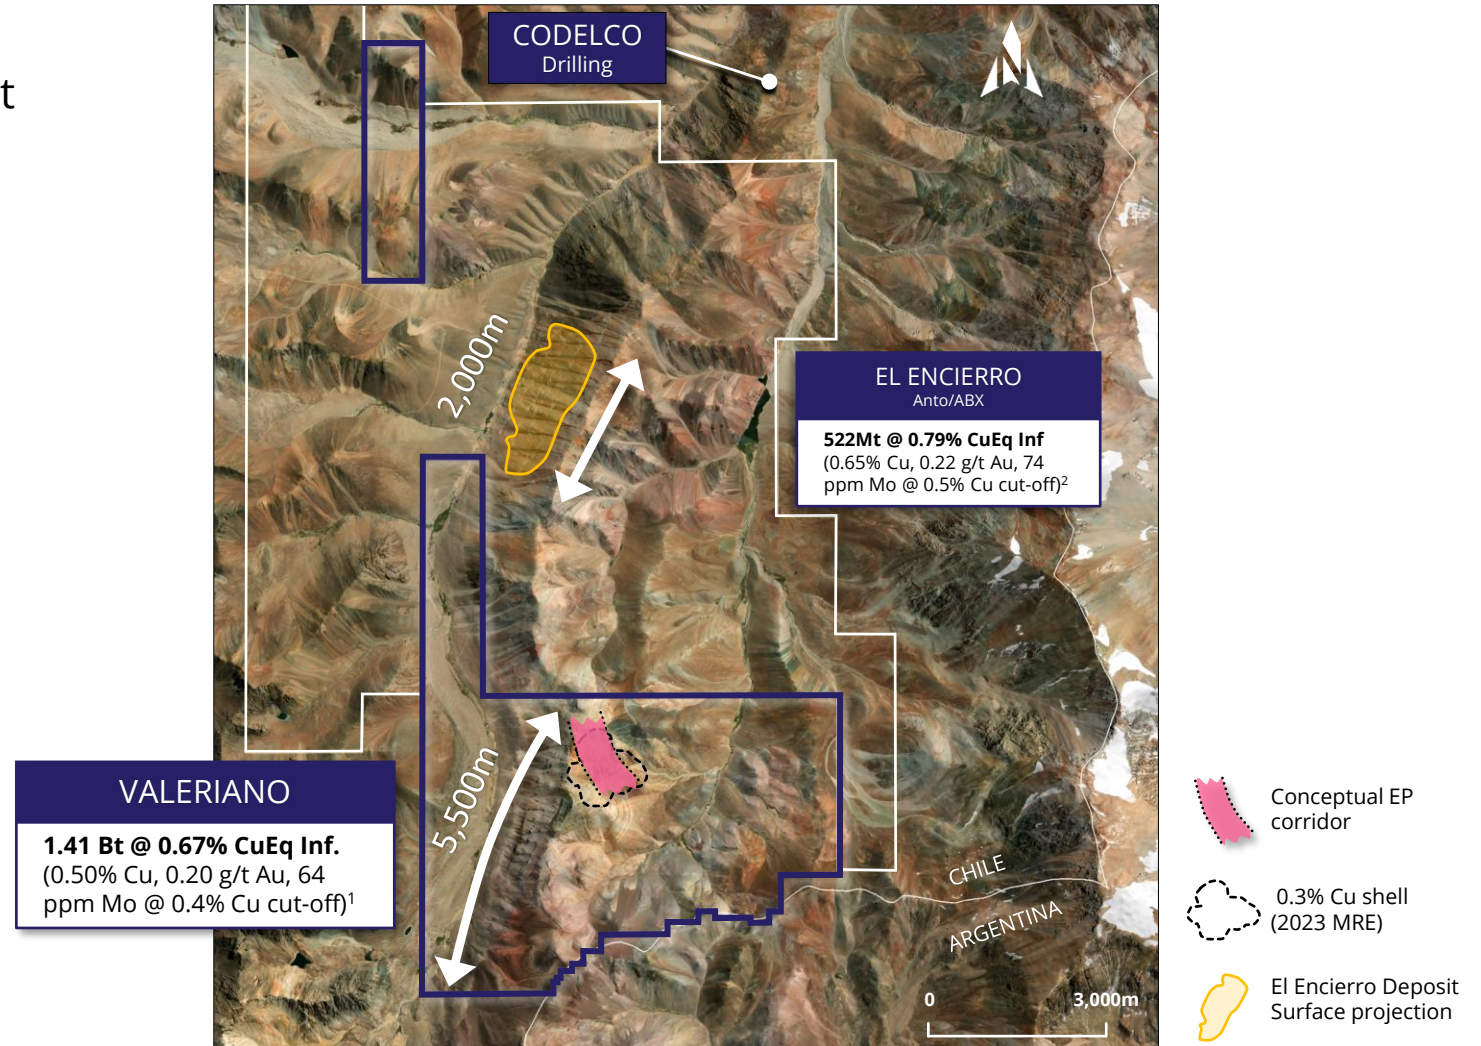 t
CODELCO
Drilling
2,000m
EL ENCIERRO
Anto/ABX
522Mt @ 0.79% CuEq Inf
(0.65% Cu, 0.22 g/t Au, 74
ppm Mo @ 0.5% Cu cut-off)2
VALERIANO
1.41 Bt @ 0.67% CuEq Inf.
(0.50% Cu, 0.20 g/t Au, 64
ppm Mo @ 0.4% Cu cut-off)1
5,500m
CHILE
ARGENTINA
0 3,000m
Conceptual EP
corridor
0.3% Cu shell
(2023 MRE)
El Encierro Deposit
Surface projection